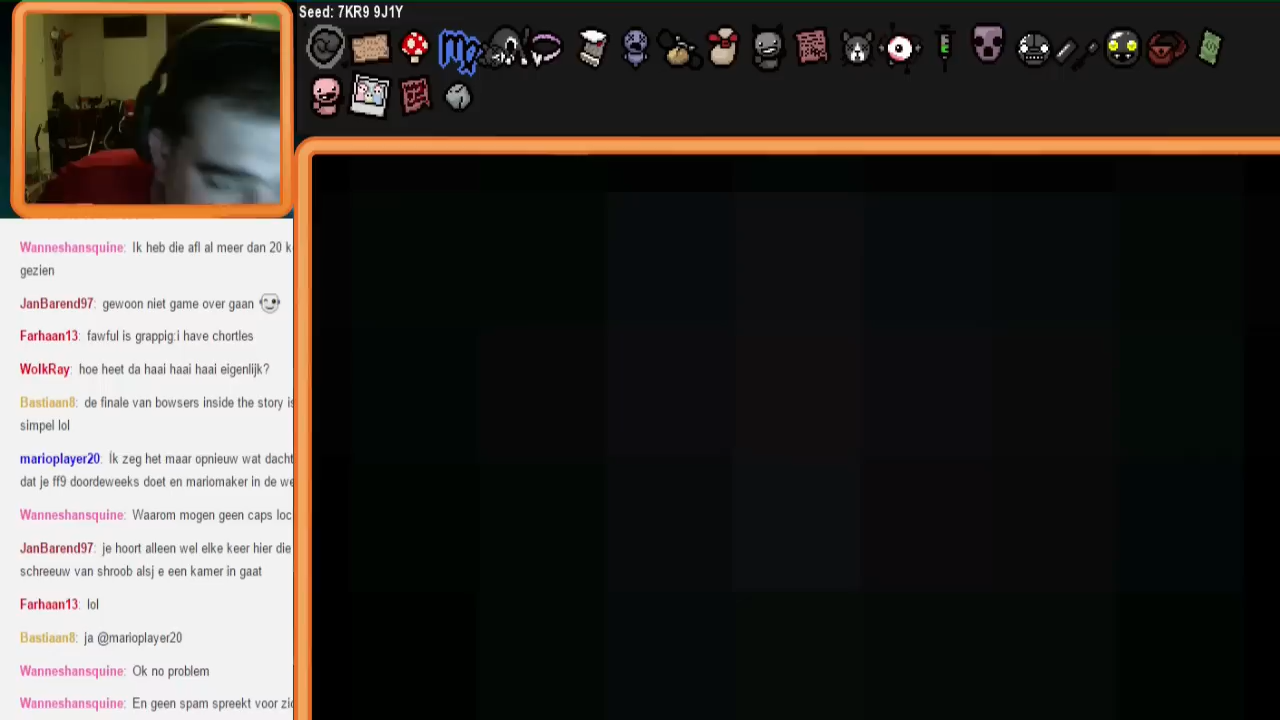 Seed: 7KR9 9J1Y
Wanneshansquine: Ik heb die afl al meer dan 20 k
gezien
JanBarend97: gewoon niet game over gaan
Farhaan13: fawful is grappig:i have chortles
WolkRay: hoe heet da haai haai haai eigenlijk?
Bastiaan8: de finale van bowsers inside the story is
simpel lol
marioplayer20: Ík zeg het maar opnieuw wat dacht
dat je ff9 doordeweeks doet en mariomaker in de we
Wanneshansquine: Waarom mogen geen caps loc
JanBarend97: je hoort alleen wel elke keer hier die
schreeuw van shroob alsj e een kamer in gaat
Farhaan13: lol
Bastiaan8: ja @marioplayer20
Wanneshansquine: Ok no problem
Wanneshansquine: En geen spam spreekt voor zic